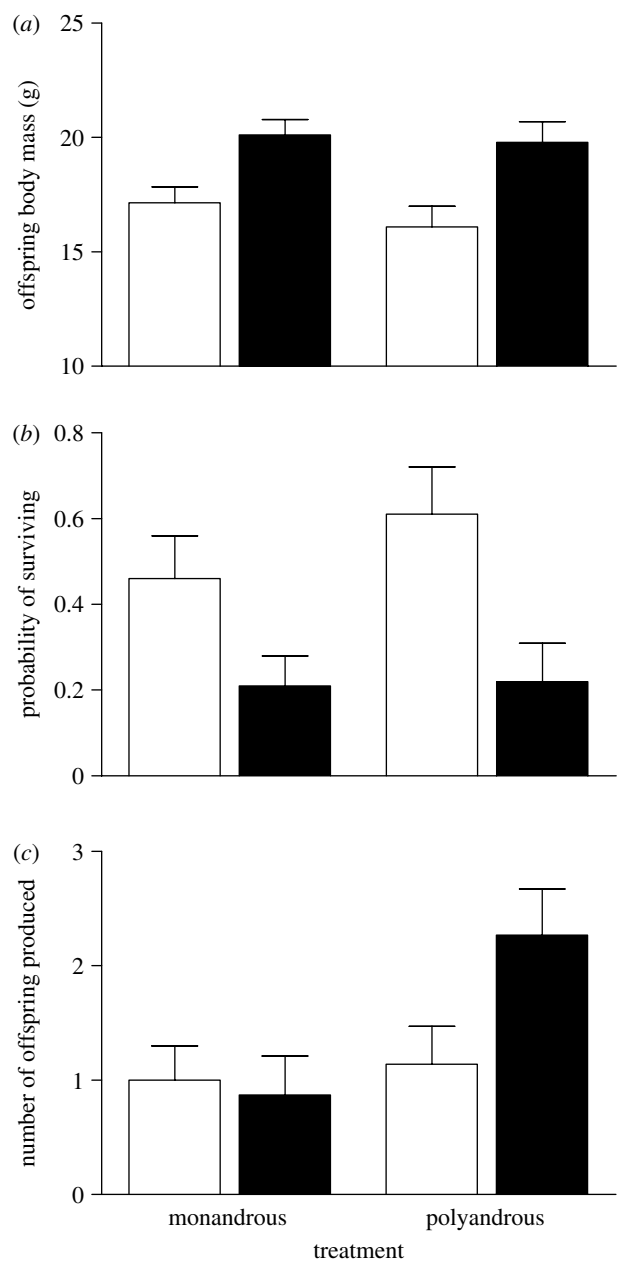 (a)
25
20
15
10
offspring body mass (g)
(b)
0.8
0.6
0.4
0.2
0
probability of surviving
(c)
3
2
1
0
number of offspring produced
monandrous polyandrous
treatment